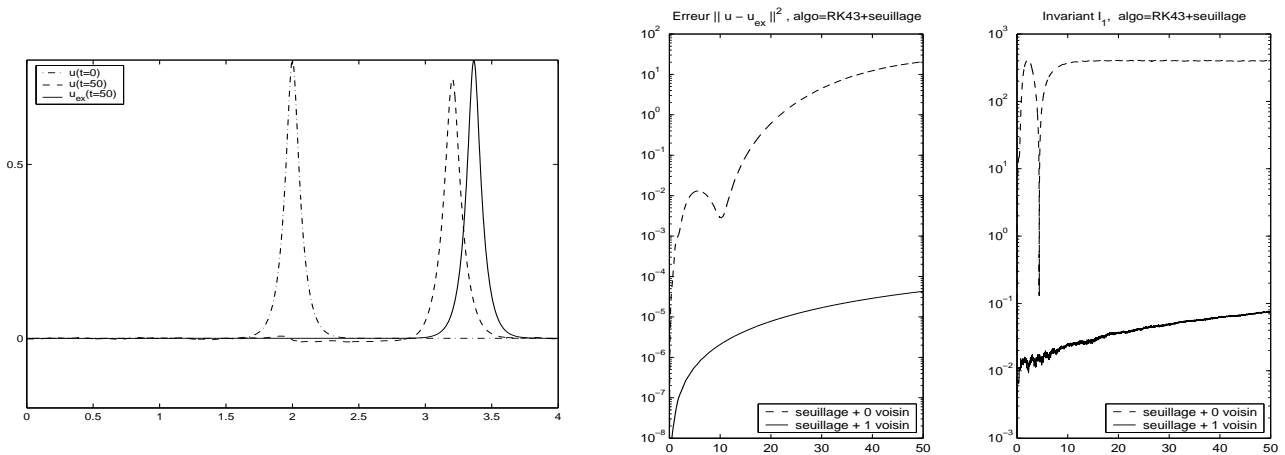 u(t=0)
u(t=50)
u_ex(t=50)
0.5
0
0 0.5 1 1.5 2 2.5 3 3.5 4
Erreur || u − u_ex ||^2 , algo=RK43+seuillage
10^2
10^1
10^0
10^−1
10^−2
10^−3
10^−4
10^−5
10^−6
10^−7
10^−8
seuillage + 0 voisin
seuillage + 1 voisin
0 10 20 30 40 50
Invariant I_1, algo=RK43+seuillage
10^3
10^2
10^1
10^0
10^−1
10^−2
10^−3
seuillage + 0 voisin
seuillage + 1 voisin
0 10 20 30 40 50